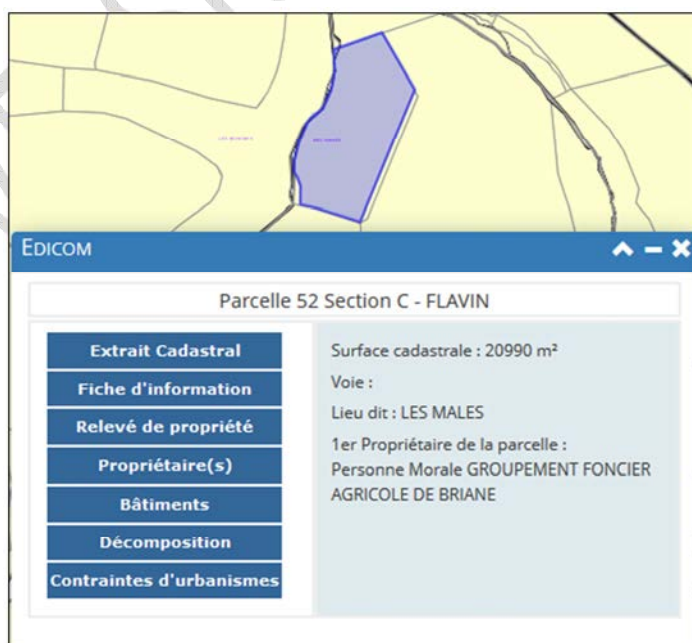 EDICOM
Parcelle 52 Section C - FLAVIN
Extrait Cadastral
Fiche d'information
Relevé de propriété
Propriétaire(s)
Bâtiments
Décomposition
Contraintes d'urbanismes
Surface cadastrale : 20990 m²
Voie :
Lieu dit : LES MALES
1er Propriétaire de la parcelle :
Personne Morale GROUPEMENT FONCIER
AGRICOLE DE BRIANE